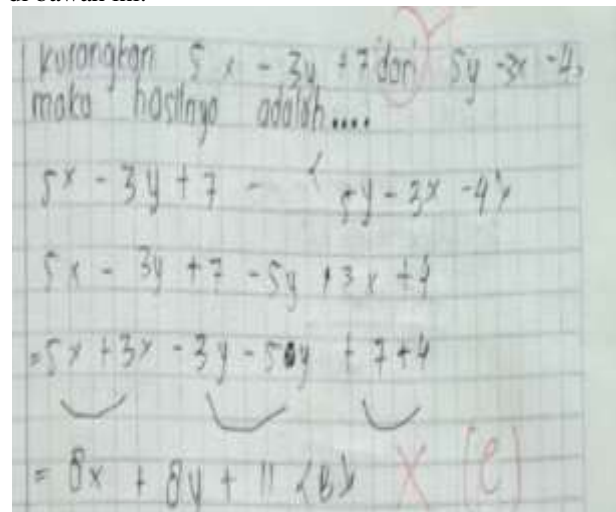 kurangkan 5x - 3y + 7 dari 5y - 3x - 4,
maka hasilnya adalah....
5x - 3y + 7 - ( 5y - 3x - 4 )
5x - 3y + 7 - 5y + 3x + 4
= 5x + 3x - 3y - 5y + 7 + 4
= 8x + 8y + 11 (B) X (C)